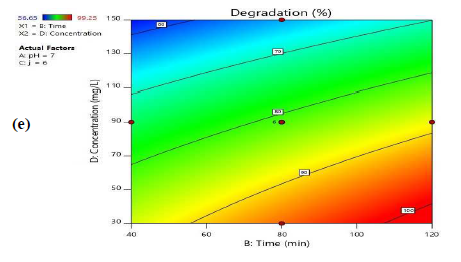 Degradation (%)
56.65 99.25
X1 = B: Time
X2 = D: Concentration
Actual Factors
A: pH = 7
C: j = 6
(e)
D: Concentration (mg/L)
150
130
110
90
70
50
30
60
70
80
90
100
6
40 60 80 100 120
B: Time (min)